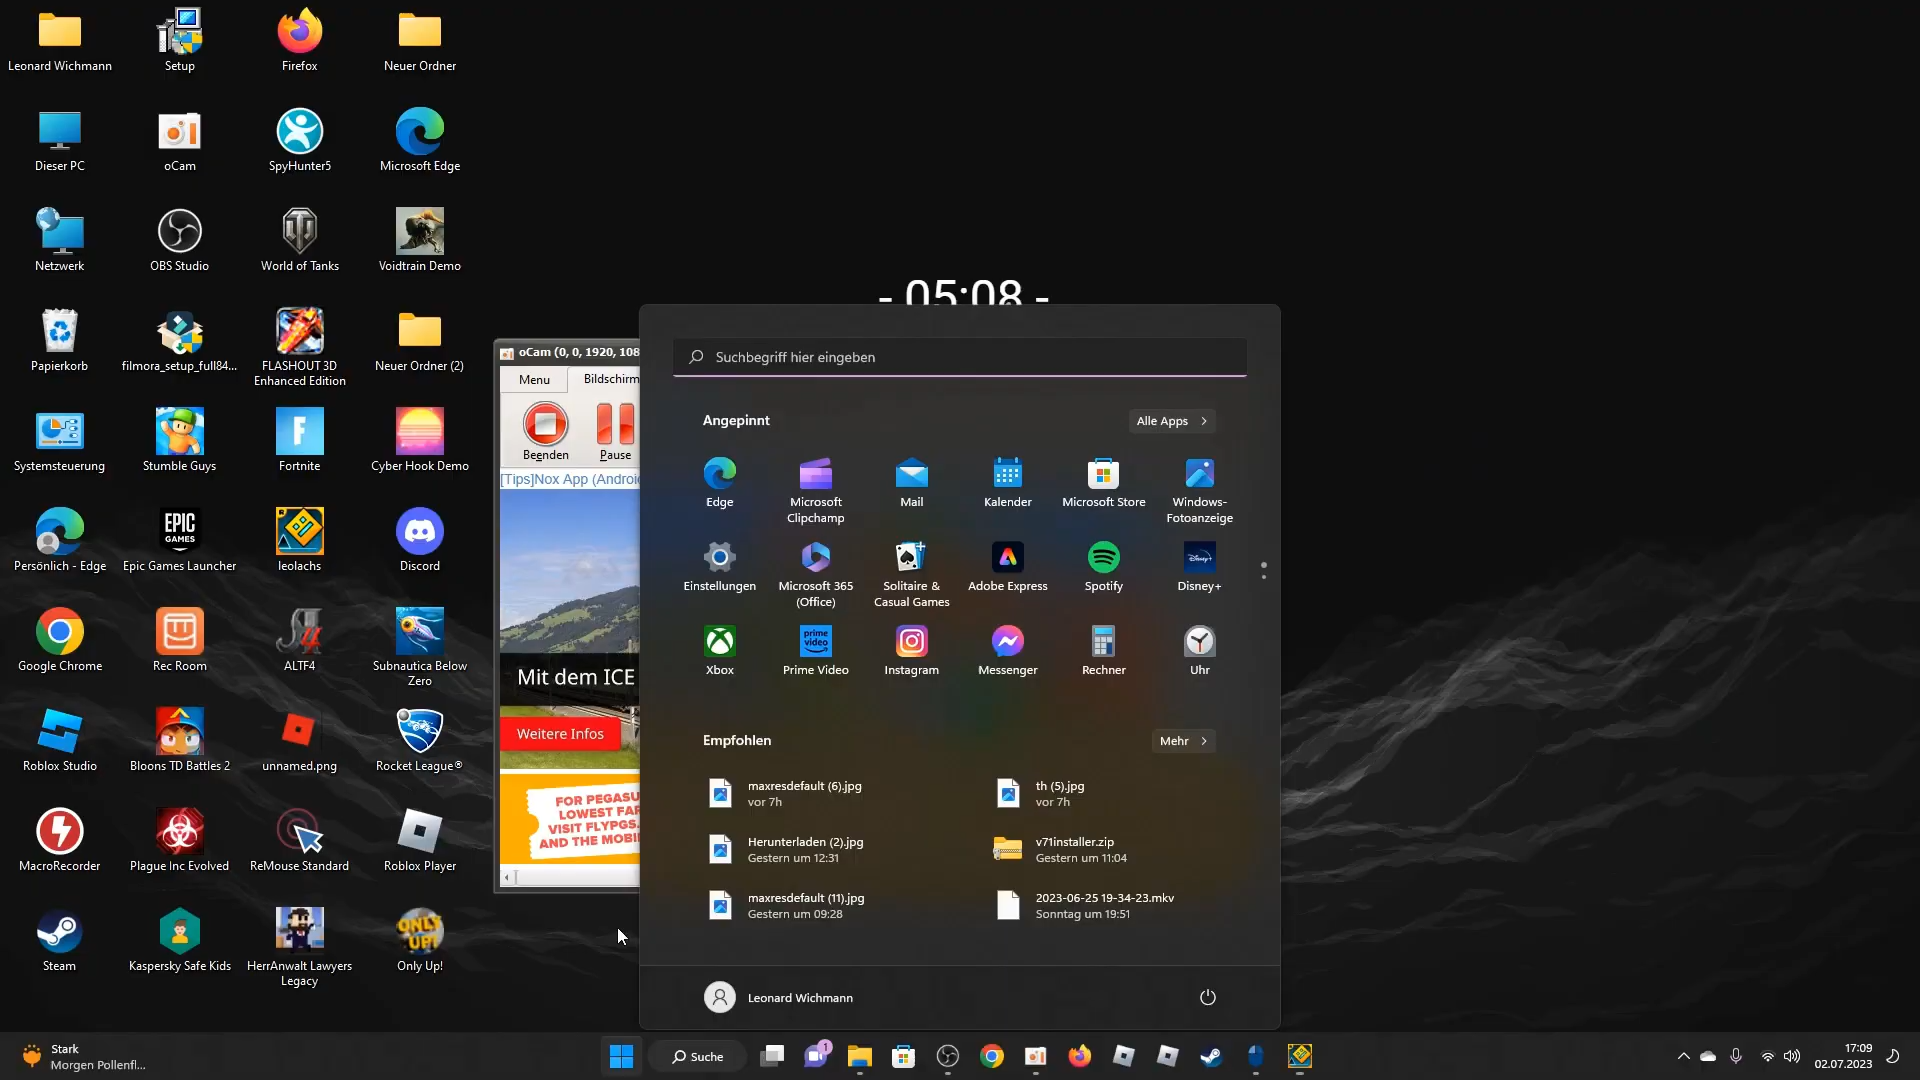 Leonard Wichmann
Setup
Firefox
Neuer Ordner
Dieser PC
oCam
SpyHunter5
Microsoft Edge
Netzwerk
OBS Studio
World of Tanks
Voidtrain Demo
Papierkorb
filmora_setup_full84...
FLASHOUT 3D
Enhanced Edition
Neuer Ordner (2)
Systemsteuerung
Stumble Guys
Fortnite
Cyber Hook Demo
Persönlich - Edge
EPIC
GAMES
Epic Games Launcher
leolachs
Discord
Google Chrome
Rec Room
ALTF4
Subnautica Below
Zero
Roblox Studio
Bloons TD Battles 2
unnamed.png
Rocket League®
MacroRecorder
Plague Inc Evolved
ReMouse Standard
Roblox Player
Steam
Kaspersky Safe Kids
HerrAnwalt Lawyers
Legacy
ONLY
UP!
Only Up!
- 05:08 -
oCam (0, 0, 1920, 108
Menu
Bildschirm
Beenden
Pause
[Tips]Nox App (Androi
Mit dem ICE
Weitere Infos
FOR PEGASU
LOWEST FAR
VISIT FLYPGS.
AND THE MOBI
Suchbegriff hier eingeben
Angepinnt
Alle Apps
Edge
Microsoft
Clipchamp
Mail
Kalender
Microsoft Store
Windows-
Fotoanzeige
Einstellungen
Microsoft 365
(Office)
Solitaire &
Casual Games
Adobe Express
Spotify
Disney+
Disney+
Xbox
prime
video
Prime Video
Instagram
Messenger
Rechner
Uhr
Empfohlen
Mehr
maxresdefault (6).jpg
vor 7h
th (5).jpg
vor 7h
Herunterladen (2).jpg
Gestern um 12:31
v71installer.zip
Gestern um 11:04
maxresdefault (11).jpg
Gestern um 09:28
2023-06-25 19-34-23.mkv
Sonntag um 19:51
Leonard Wichmann
Stark
Morgen Pollenfl...
Suche
1
17:09
02.07.2023